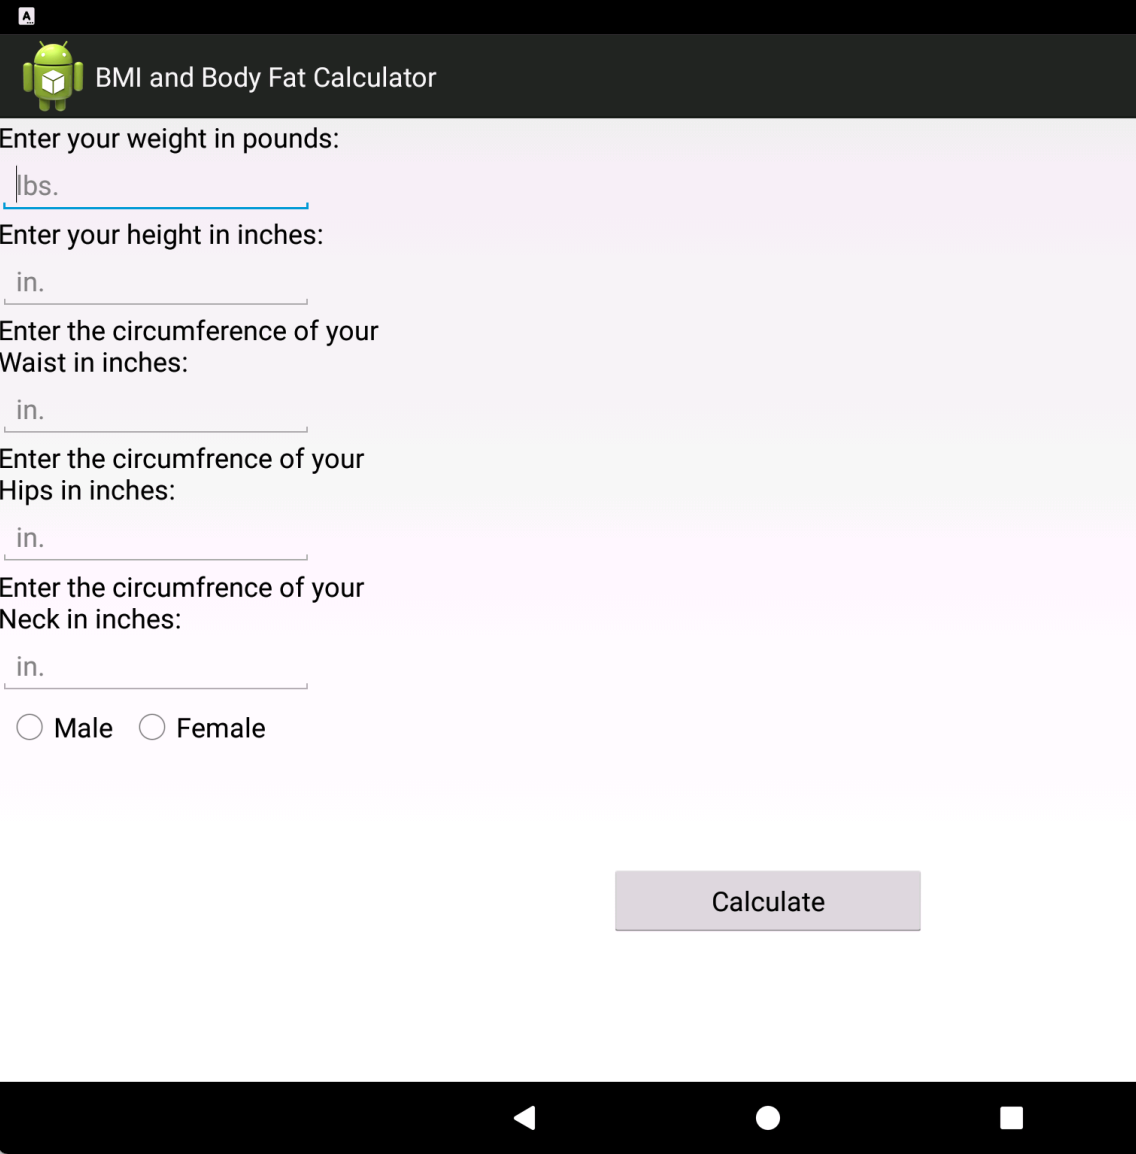 A
BMI and Body Fat Calculator
Enter your weight in pounds:
lbs.
Enter your height in inches:
in.
Enter the circumference of your
Waist in inches:
in.
Enter the circumfrence of your
Hips in inches:
in.
Enter the circumfrence of your
Neck in inches:
in.
Male Female
Calculate